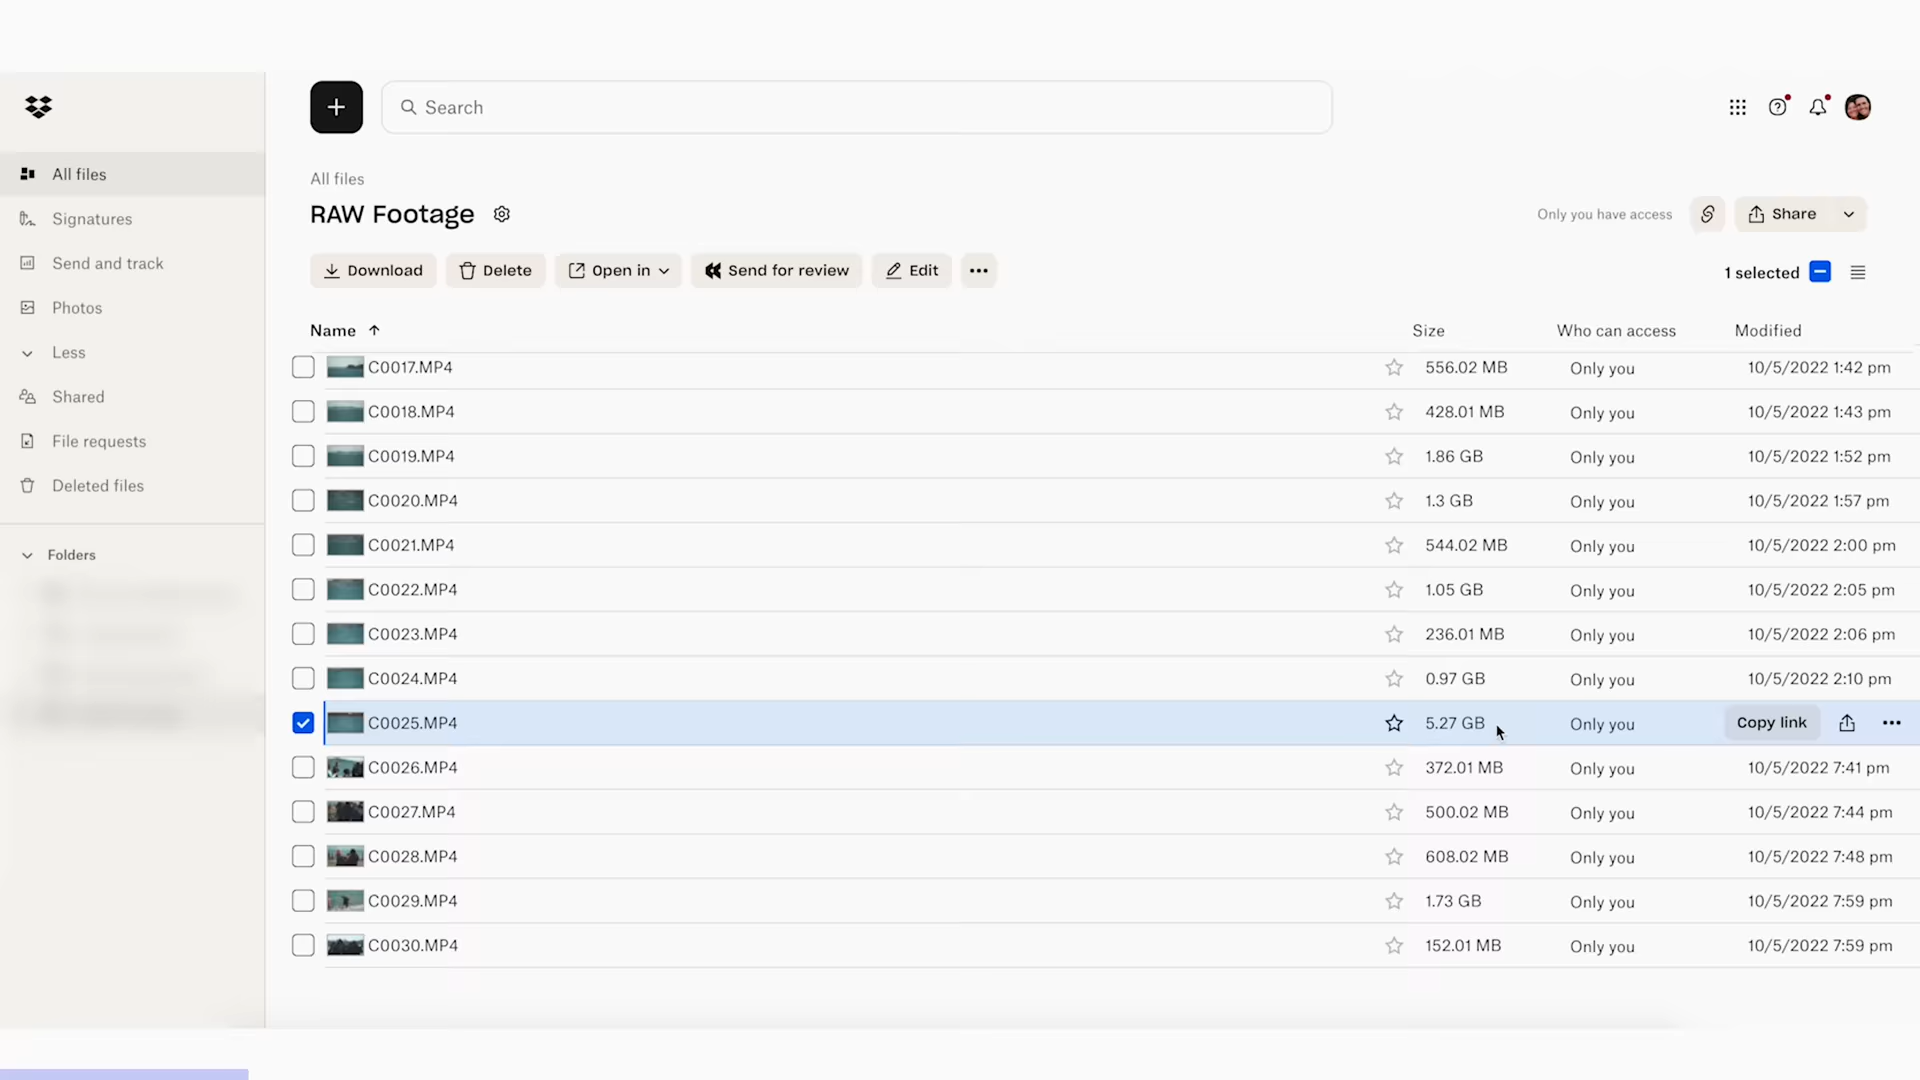 Search
All files
Signatures
Send and track
Photos
Less
Shared
File requests
Deleted files
Folders
All files
RAW Footage
Only you have access
Share
Download
Delete
Open in
Send for review
Edit
1 selected
Name Size Who can access Modified
C0017.MP4 556.02 MB Only you 10/5/2022 1:42 pm
C0018.MP4 428.01 MB Only you 10/5/2022 1:43 pm
C0019.MP4 1.86 GB Only you 10/5/2022 1:52 pm
C0020.MP4 1.3 GB Only you 10/5/2022 1:57 pm
C0021.MP4 544.02 MB Only you 10/5/2022 2:00 pm
C0022.MP4 1.05 GB Only you 10/5/2022 2:05 pm
C0023.MP4 236.01 MB Only you 10/5/2022 2:06 pm
C0024.MP4 0.97 GB Only you 10/5/2022 2:10 pm
C0025.MP4 5.27 GB Only you Copy link
C0026.MP4 372.01 MB Only you 10/5/2022 7:41 pm
C0027.MP4 500.02 MB Only you 10/5/2022 7:44 pm
C0028.MP4 608.02 MB Only you 10/5/2022 7:48 pm
C0029.MP4 1.73 GB Only you 10/5/2022 7:59 pm
C0030.MP4 152.01 MB Only you 10/5/2022 7:59 pm